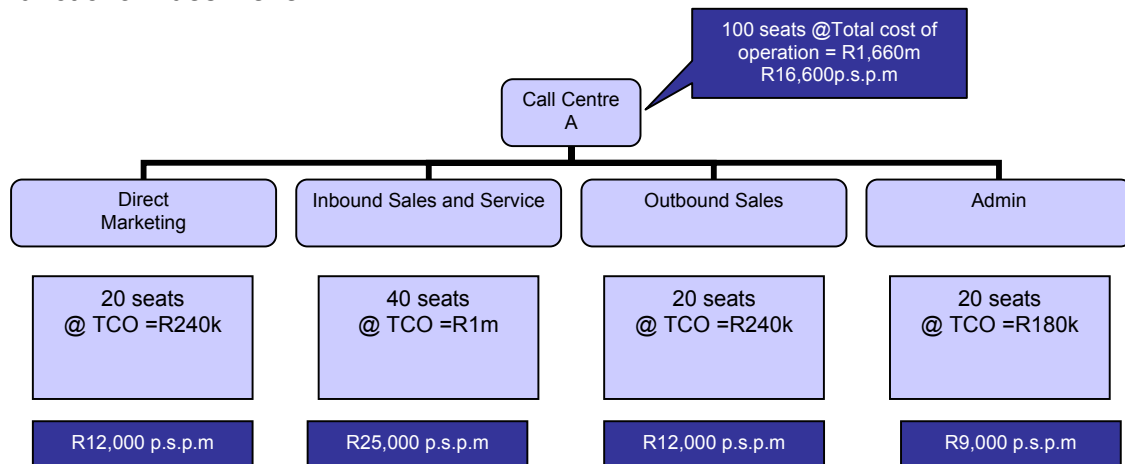 100 seats @Total cost of
operation = R1,660m
R16,600p.s.p.m
Call Centre
A
Direct
Marketing
Inbound Sales and Service
Outbound Sales
Admin
20 seats
@ TCO =R240k
40 seats
@ TCO =R1m
20 seats
@ TCO =R240k
20 seats
@ TCO =R180k
R12,000 p.s.p.m
R25,000 p.s.p.m
R12,000 p.s.p.m
R9,000 p.s.p.m